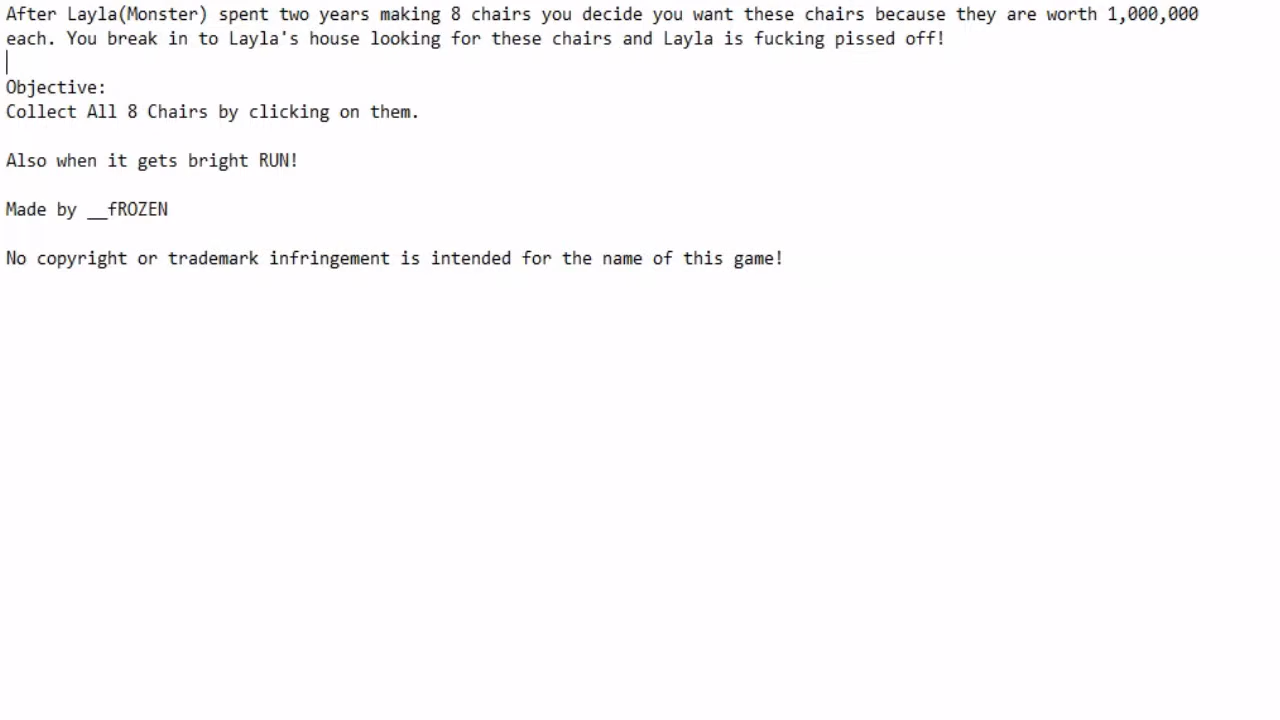 After Layla(Monster) spent two years making 8 chairs you decide you want these chairs because they are worth 1,000,000
each. You break in to Layla's house looking for these chairs and Layla is fucking pissed off!
Objective:
Collect All 8 Chairs by clicking on them.
Also when it gets bright RUN!
Made by __fROZEN
No copyright or trademark infringement is intended for the name of this game!